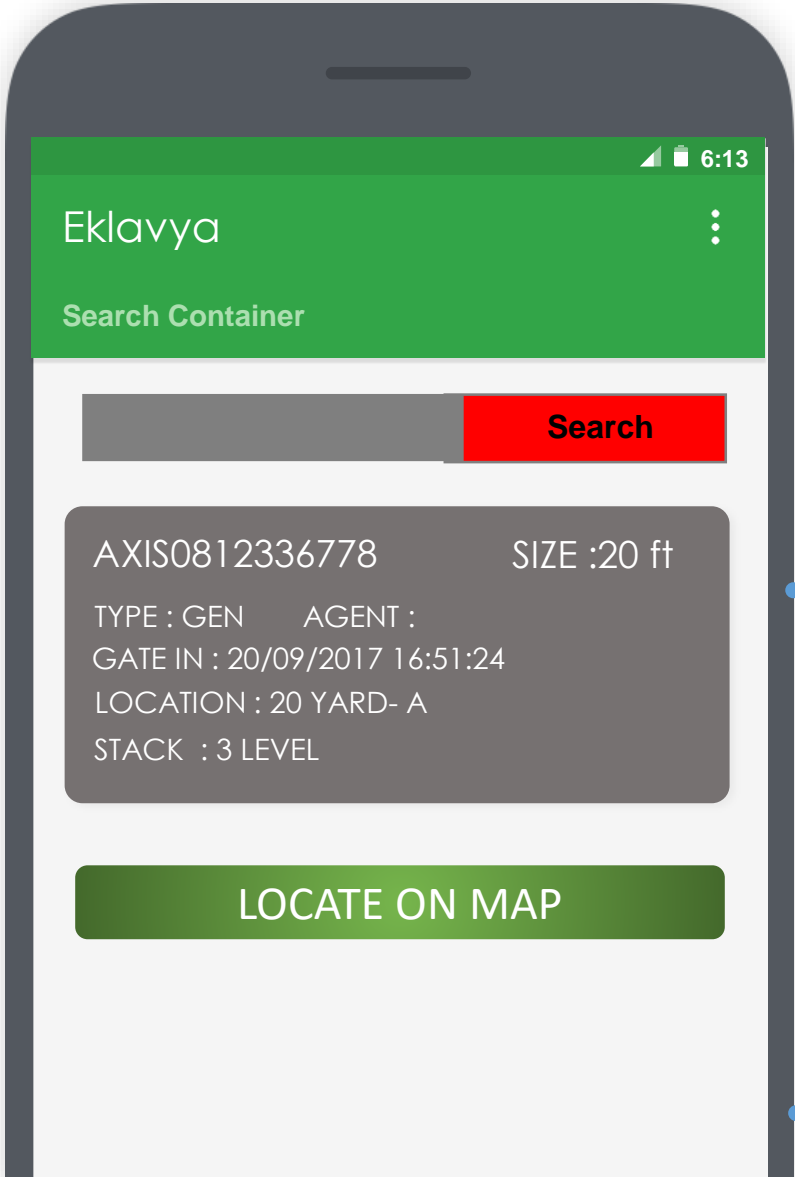 6:13
Eklavya
Search Container
Search
AXIS0812336778 SIZE :20 ft
TYPE : GEN AGENT :
GATE IN : 20/09/2017 16:51:24
LOCATION : 20 YARD- A
STACK : 3 LEVEL
LOCATE ON MAP